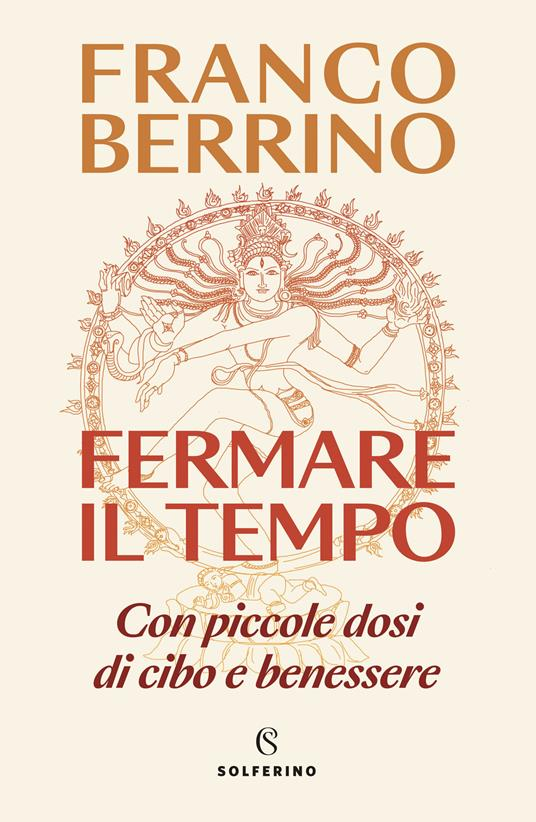 FRANCO
BERRINO
FERMARE
IL TEMPO
Con piccole dosi
di cibo e benessere
SOLFERINO